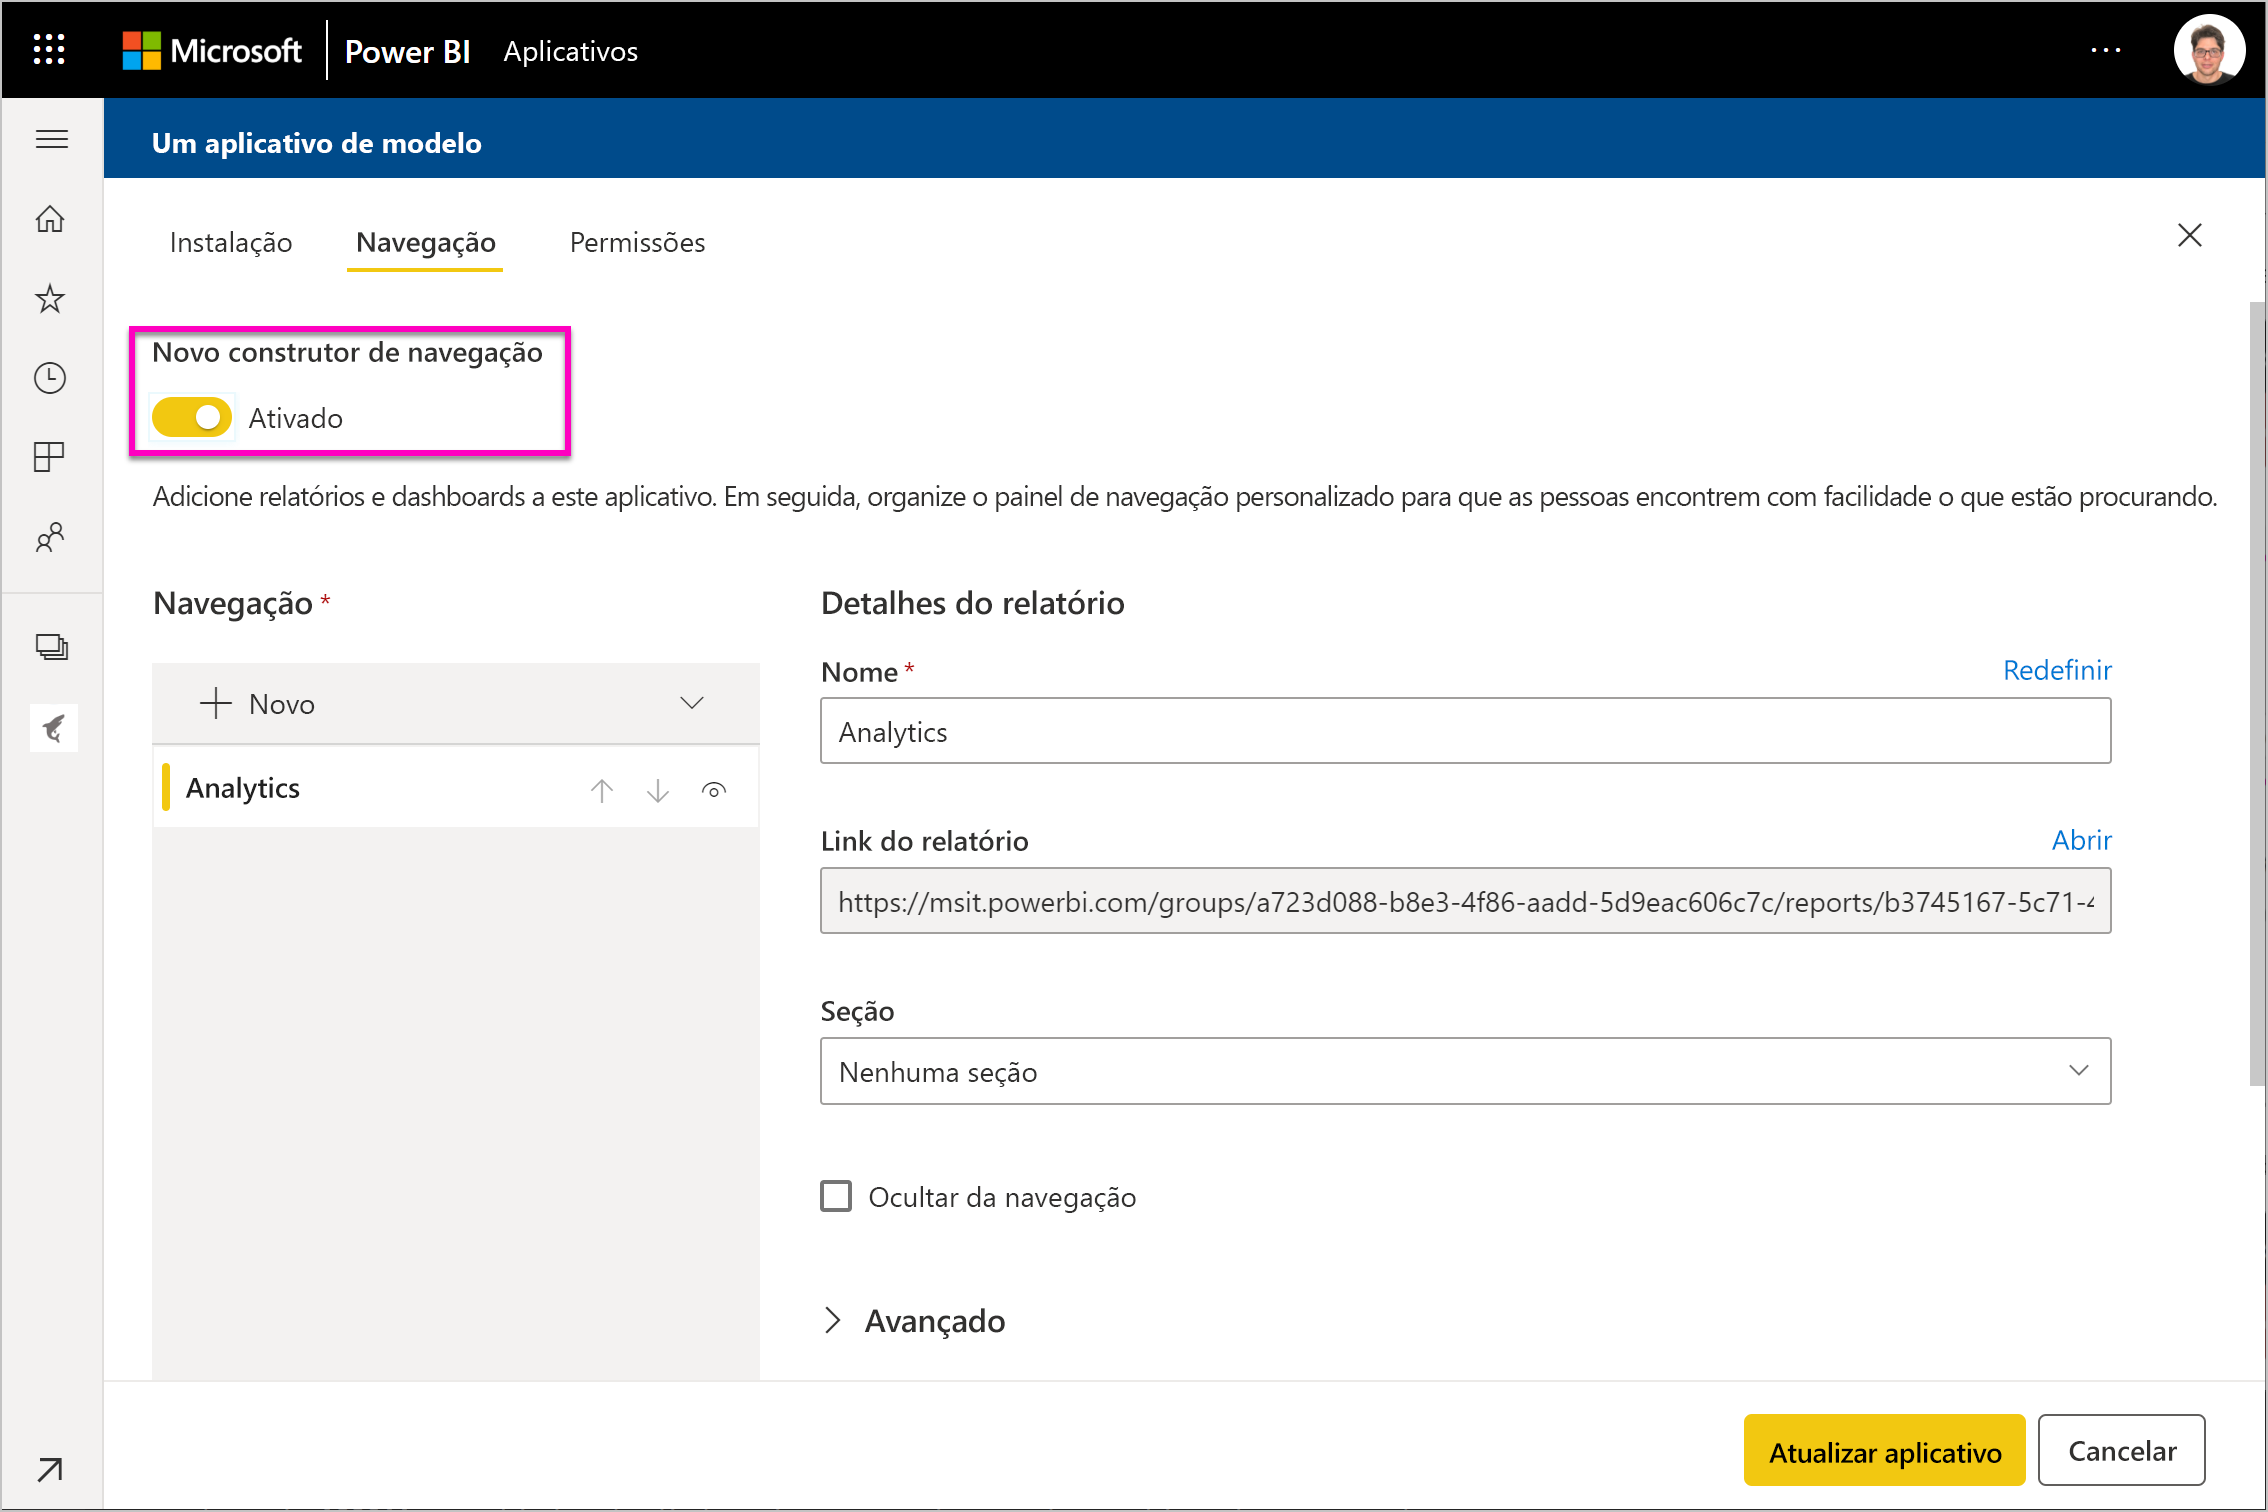 Microsoft Power BI Aplicativos
Um aplicativo de modelo
Instalação Navegação Permissões
Novo construtor de navegação
Ativado
Adicione relatórios e dashboards a este aplicativo. Em seguida, organize o painel de navegação personalizado para que as pessoas encontrem com facilidade o que estão procurando.
Navegação *
Novo
Analytics
Detalhes do relatório
Nome * Redefinir
Analytics
Link do relatório Abrir
https://msit.powerbi.com/groups/a723d088-b8e3-4f86-aadd-5d9eac606c7c/reports/b3745167-5c71-4
Seção
Nenhuma seção
Ocultar da navegação
Avançado
Atualizar aplicativo Cancelar